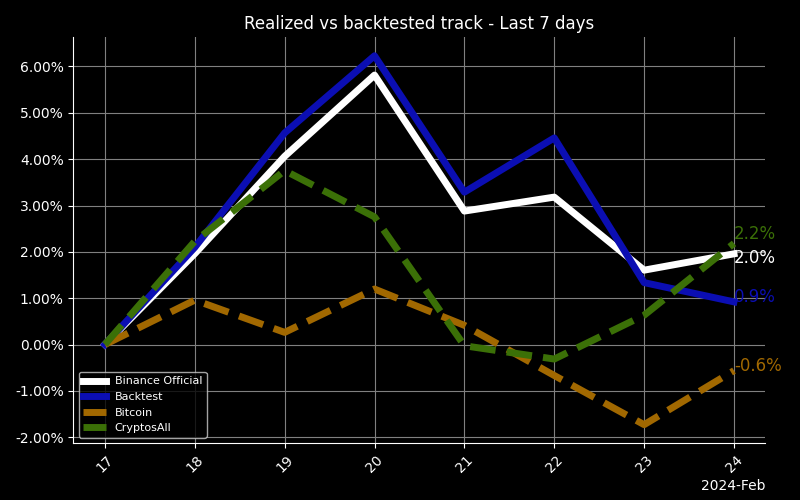 Realized vs backtested track - Last 7 days
6.00%
5.00%
4.00%
3.00%
2.00%
1.00%
0.00%
-1.00%
-2.00%
2.2%
2.0%
0.9%
-0.6%
Binance Official
Backtest
Bitcoin
CryptosAll
17 18 19 20 21 22 23 24
2024-Feb